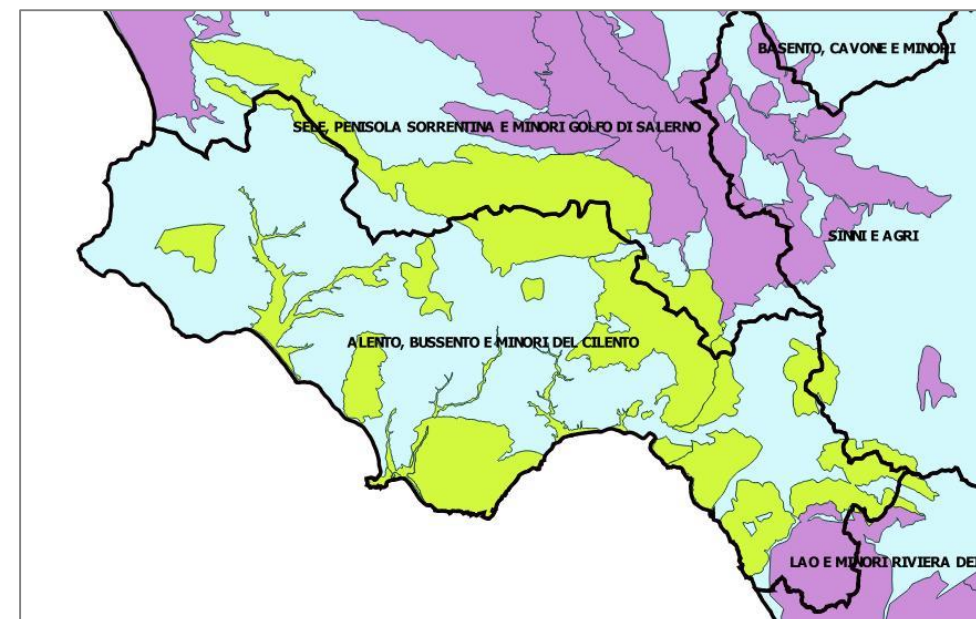 BASENTO, CAVONE E MINORI
SELE, PENISOLA SORRENTINA E MINORI GOLFO DI SALERNO
SINNI E AGRI
ALENTO, BUSSENTO E MINORI DEL CILENTO
LAO E MINORI RIVIERA DEI